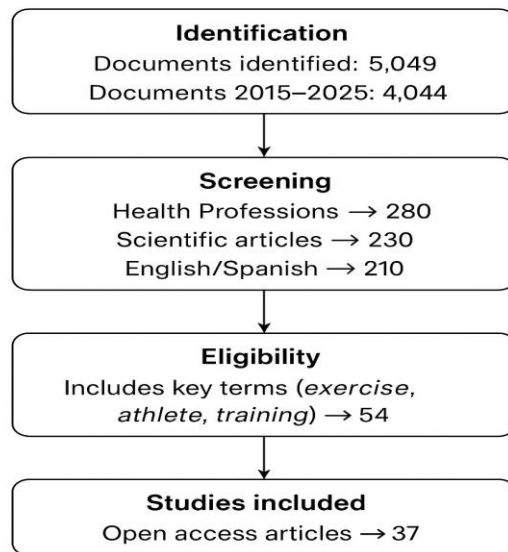 Identification
Documents identified: 5,049
Documents 2015–2025: 4,044
Screening
Health Professions → 280
Scientific articles → 230
English/Spanish → 210
Eligibility
Includes key terms (exercise,
athlete, training) → 54
Studies included
Open access articles → 37